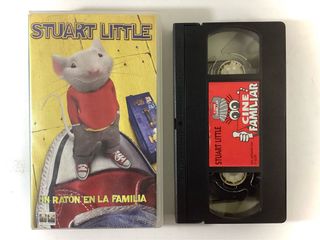 STUART LITTLE
UN RATÓN EN LA FAMILIA
STUART LITTLE
CINE
FAMILIAR